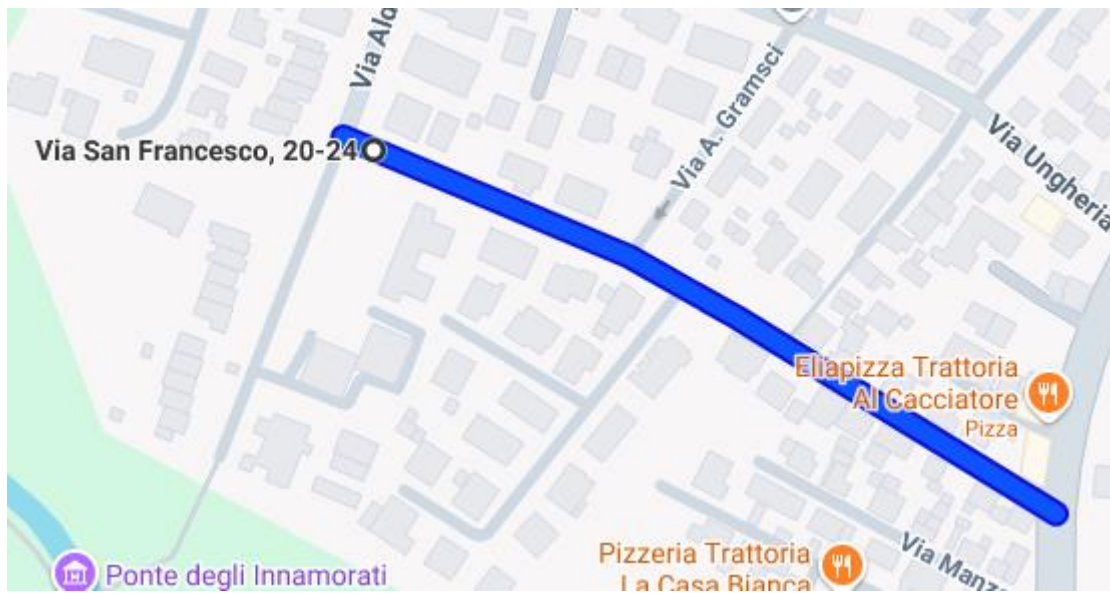 Via Aldo
Via San Francesco, 20-24
Via A. Gramsci
Via Ungheria
Eliapizza Trattoria
Al Cacciatore
Pizza
Via Manz
Pizzeria Trattoria
La Casa Bianca
Ponte degli Innamorati